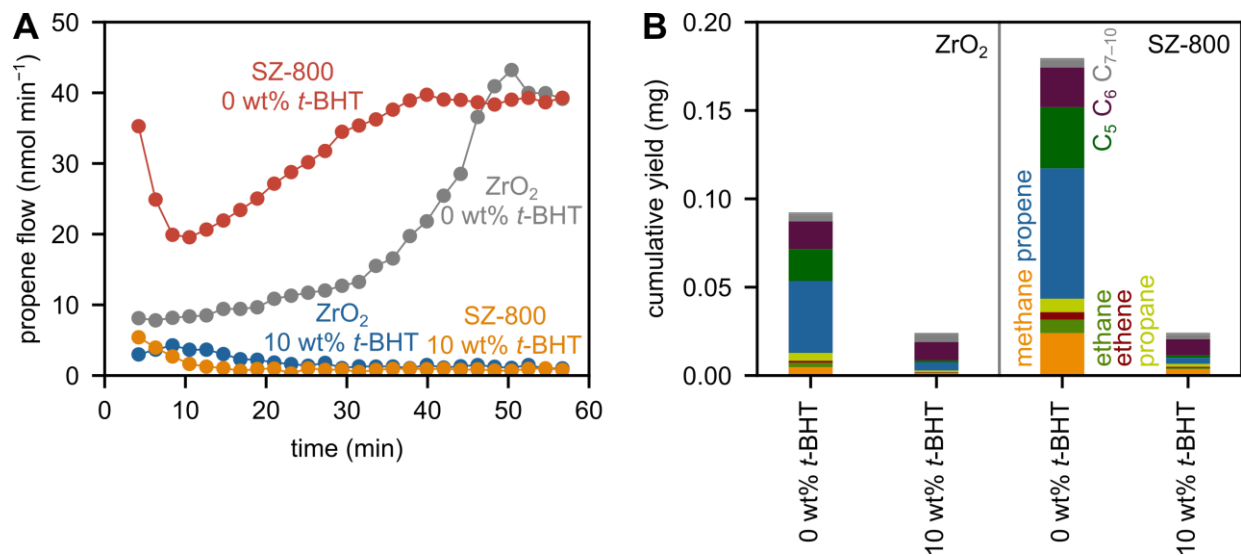 A
50
40
30
20
10
0
propene flow (nmol min⁻¹)
SZ-800
0 wt% t-BHT
ZrO₂
0 wt% t-BHT
ZrO₂
10 wt% t-BHT
SZ-800
10 wt% t-BHT
0 10 20 30 40 50 60
time (min)
B
0.20
0.15
0.10
0.05
0.00
cumulative yield (mg)
ZrO₂
SZ-800
methane propene
C₅ C₆ C₇₋₁₀
ethane
ethene
propane
0 wt% t-BHT
10 wt% t-BHT
0 wt% t-BHT
10 wt% t-BHT